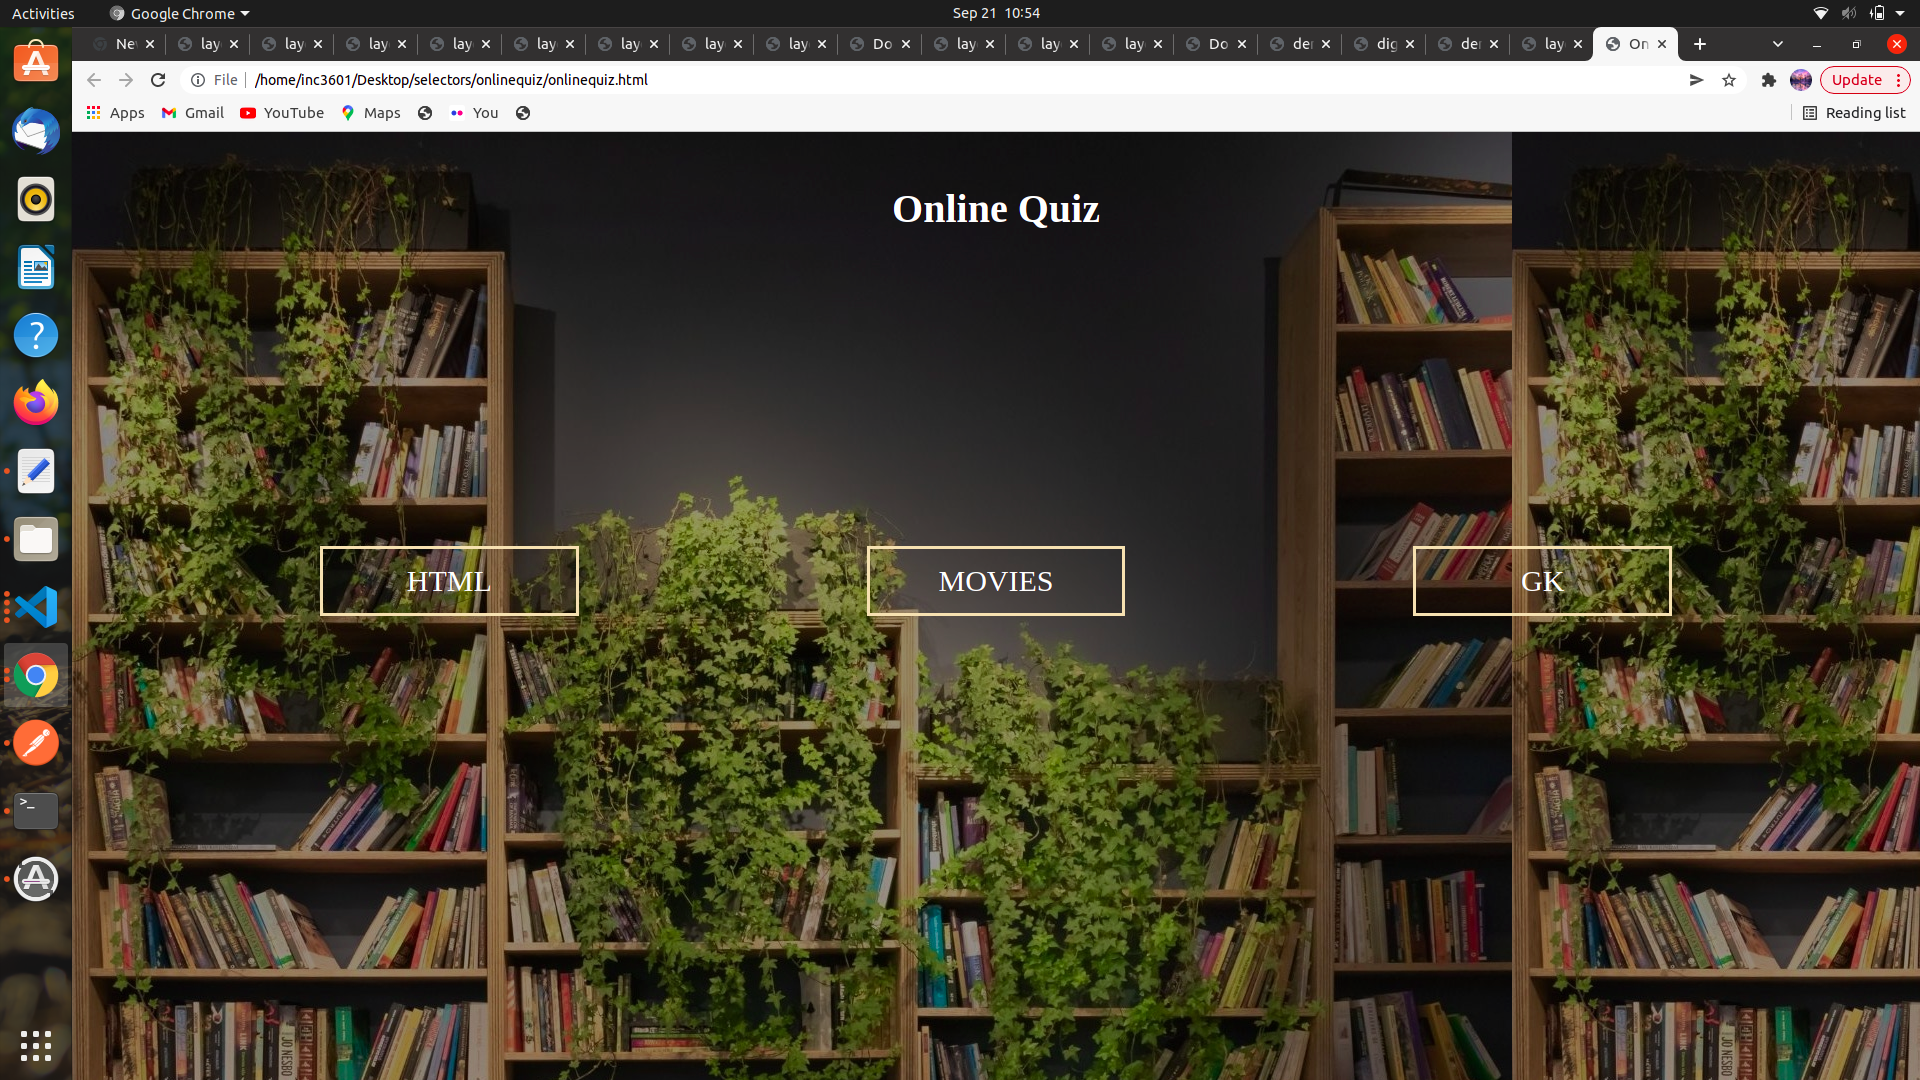 Activities Google Chrome Sep 21 10:54
Ne lay lay lay lay lay lay lay lay Do lay lay lay Do der dig der lay On
File /home/inc3601/Desktop/selectors/onlinequiz/onlinequiz.html Update
Apps Gmail YouTube Maps You Reading list
Online Quiz
HTML MOVIES GK